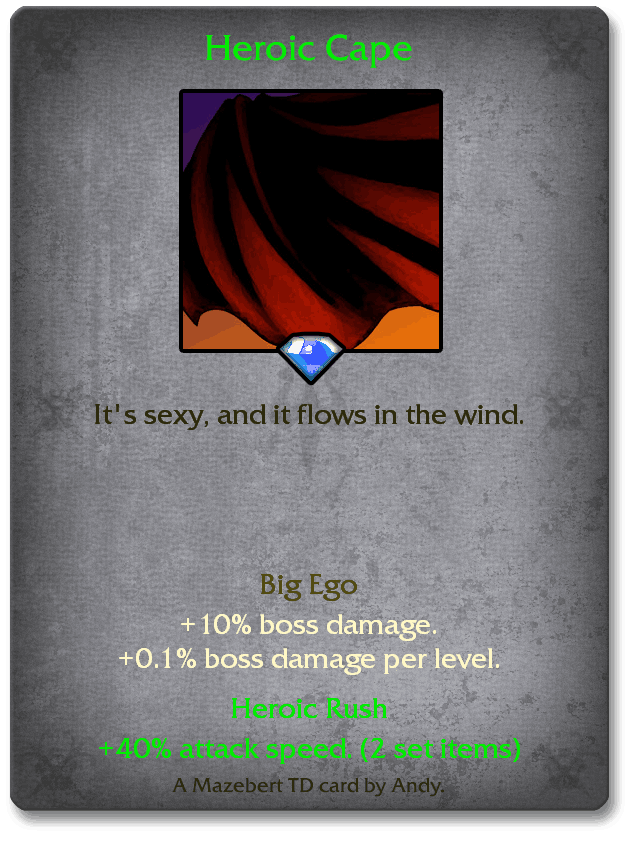 Heroic Cape
It's sexy, and it flows in the wind.
Big Ego
+10% boss damage.
+0.1% boss damage per level.
Heroic Rush
+40% attack speed. (2 set items)
A Mazebert TD card by Andy.